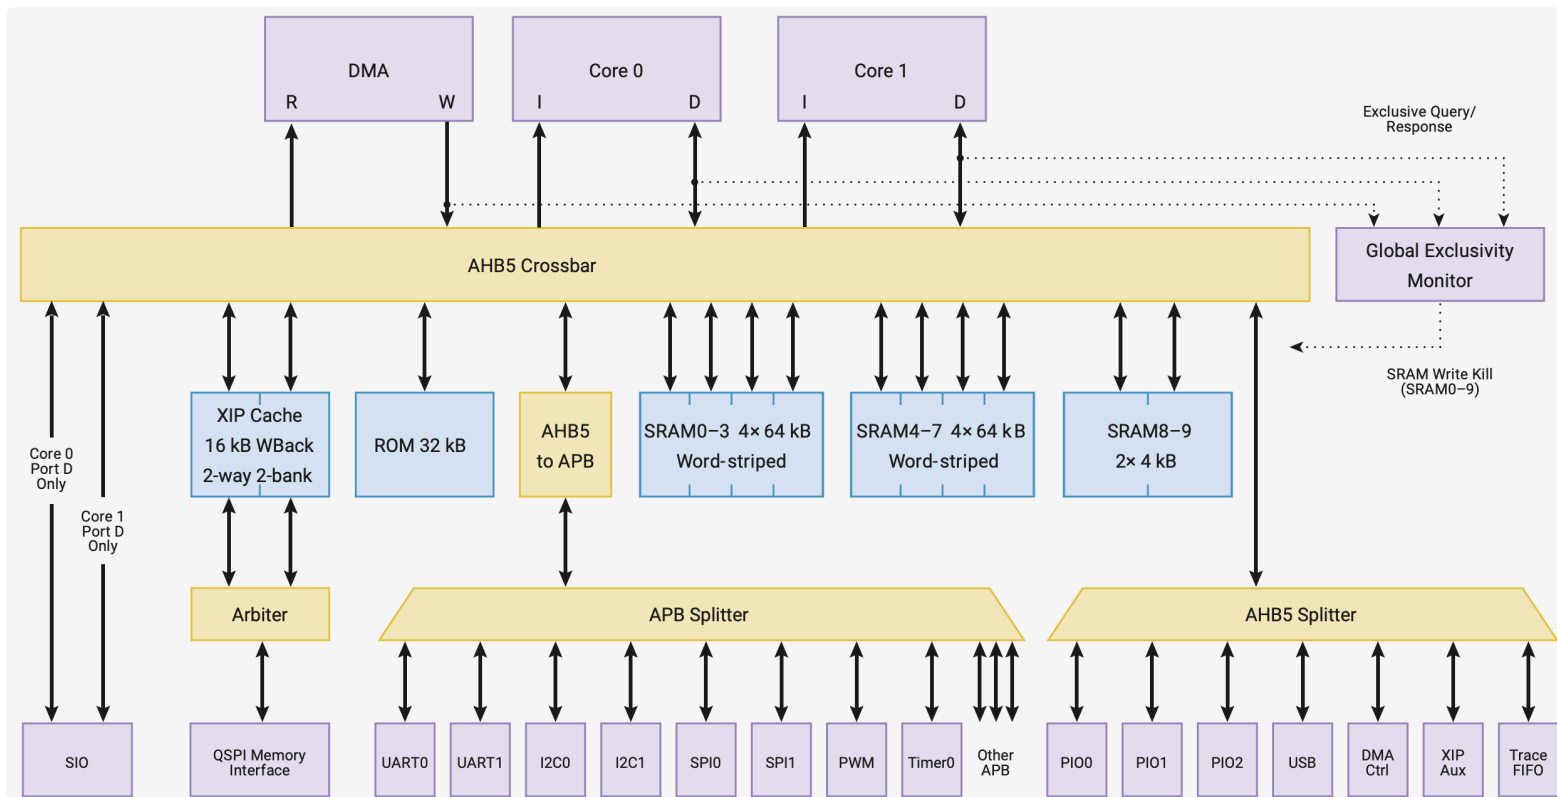 DMA
R
W
Core 0
I
D
Core 1
I
D
Exclusive Query/
Response
AHB5 Crossbar
Global Exclusivity
Monitor
SRAM Write Kill
(SRAM0–9)
Core 0
Port D
Only
Core 1
Port D
Only
XIP Cache
16 kB WBack
2-way 2-bank
ROM 32 kB
AHB5
to APB
SRAM0–3 4× 64 kB
Word-striped
SRAM4–7 4× 64 kB
Word-striped
SRAM8–9
2× 4 kB
Arbiter
APB Splitter
AHB5 Splitter
SIO
QSPI Memory
Interface
UART0
UART1
I2C0
I2C1
SPI0
SPI1
PWM
Timer0
Other
APB
PIO0
PIO1
PIO2
USB
DMA
Ctrl
XIP
Aux
Trace
FIFO